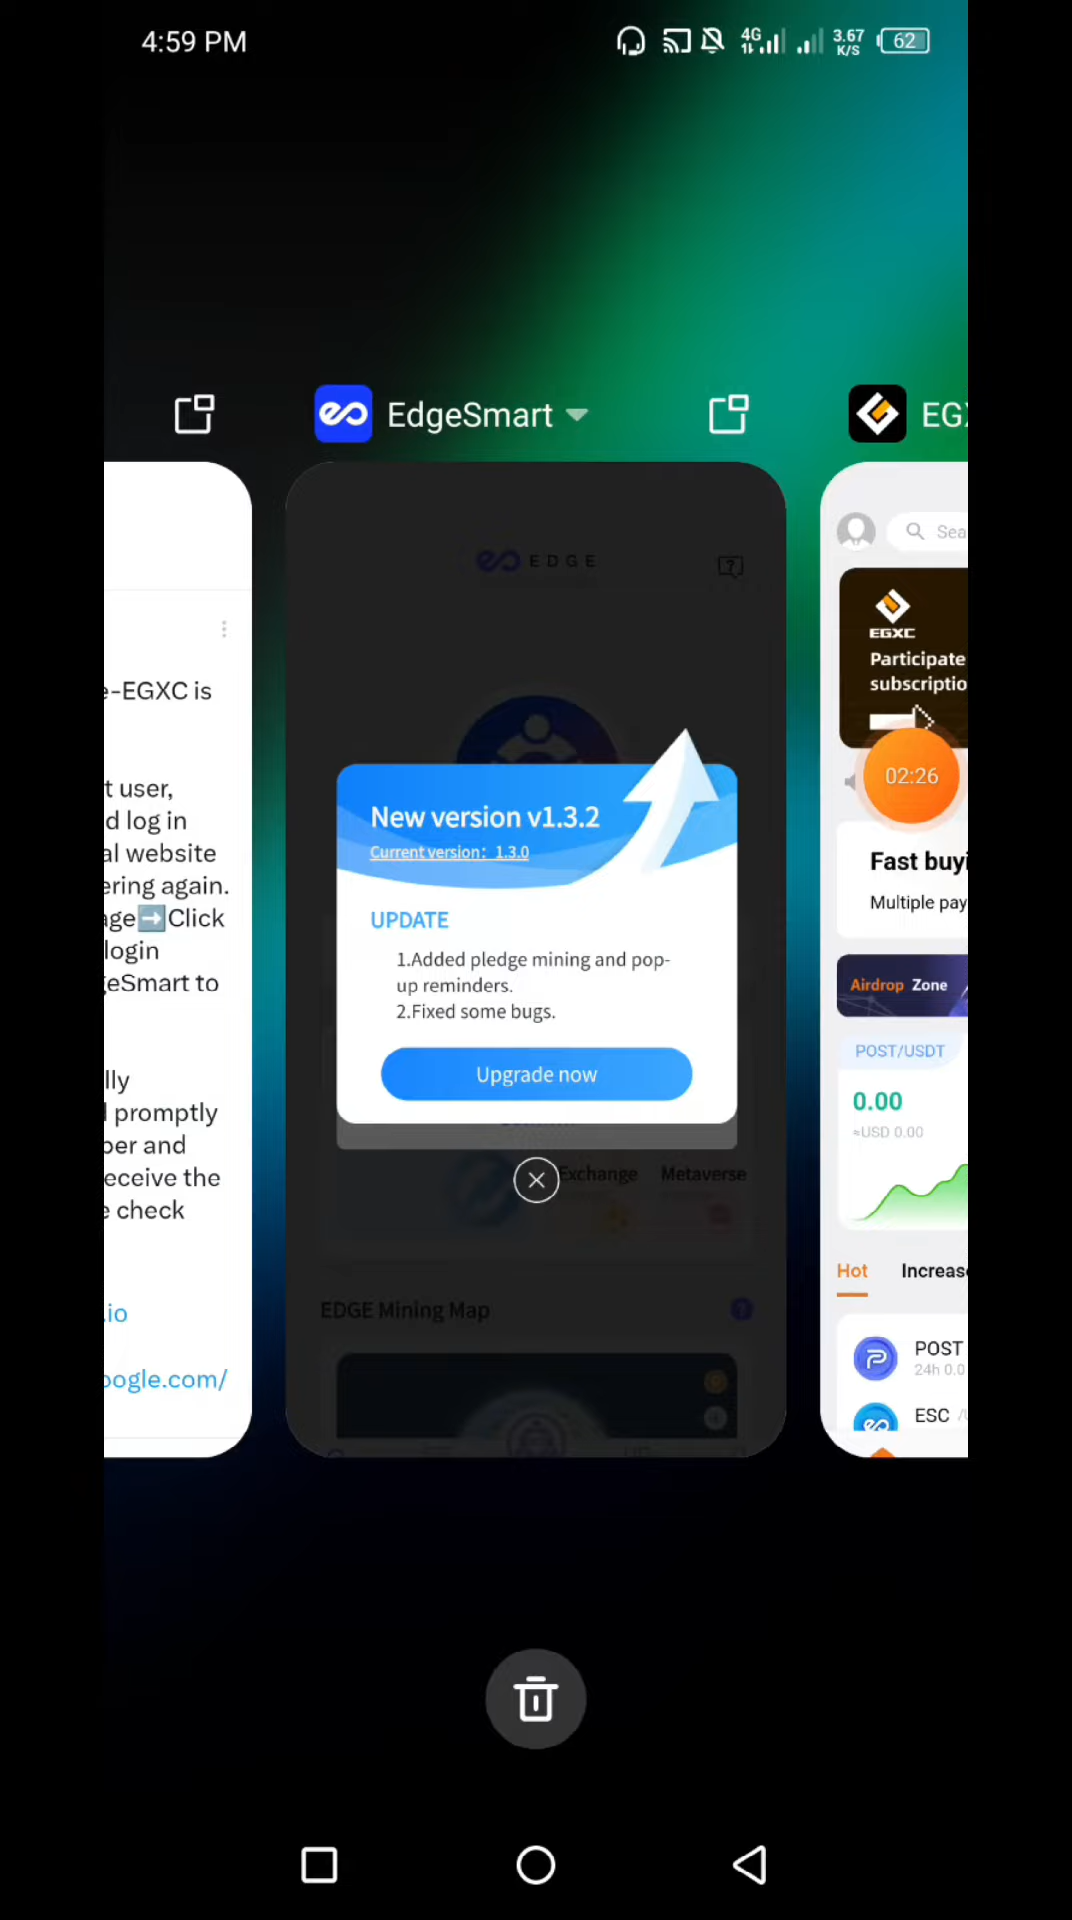 4:59 PM
4G
3.67
K/S
62
EdgeSmart
EG
-EGXC is
t user,
d log in
al website
ering again.
Click
login
eSmart to
lly
promptly
er and
eceive the
check
.io
oogle.com/
EDGE
New version v1.3.2
Current version: 1.3.0
UPDATE
1.Added pledge mining and pop-
up reminders.
2.Fixed some bugs.
Upgrade now
Exchange Metaverse
EDGE Mining Map
Sea
EGXC
Participate
subscriptio
02:26
Fast buyi
Multiple pay
Airdrop Zone
POST/USDT
0.00
≈USD 0.00
Hot Increas
POST
24h 0.0
ESC